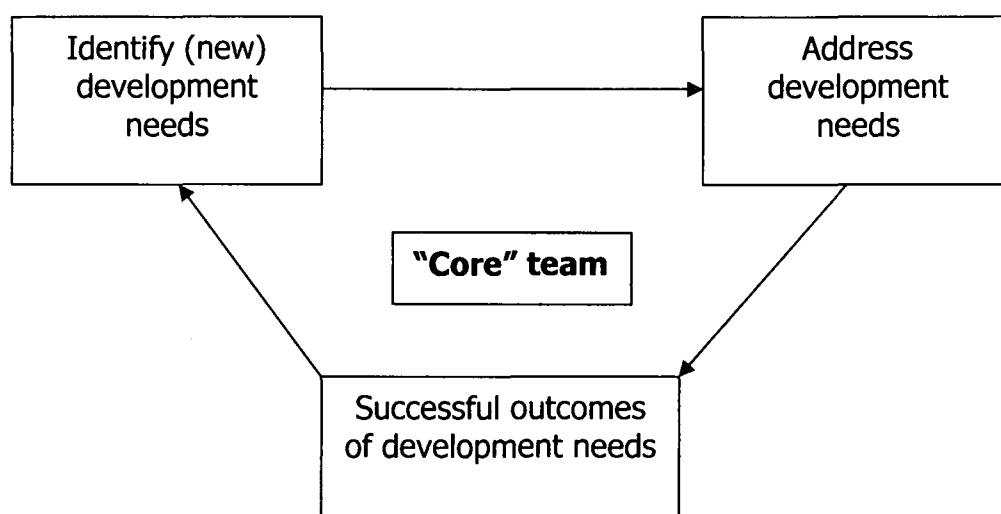 Identify (new)
development
needs
Address
development
needs
"Core" team
Successful outcomes
of development needs